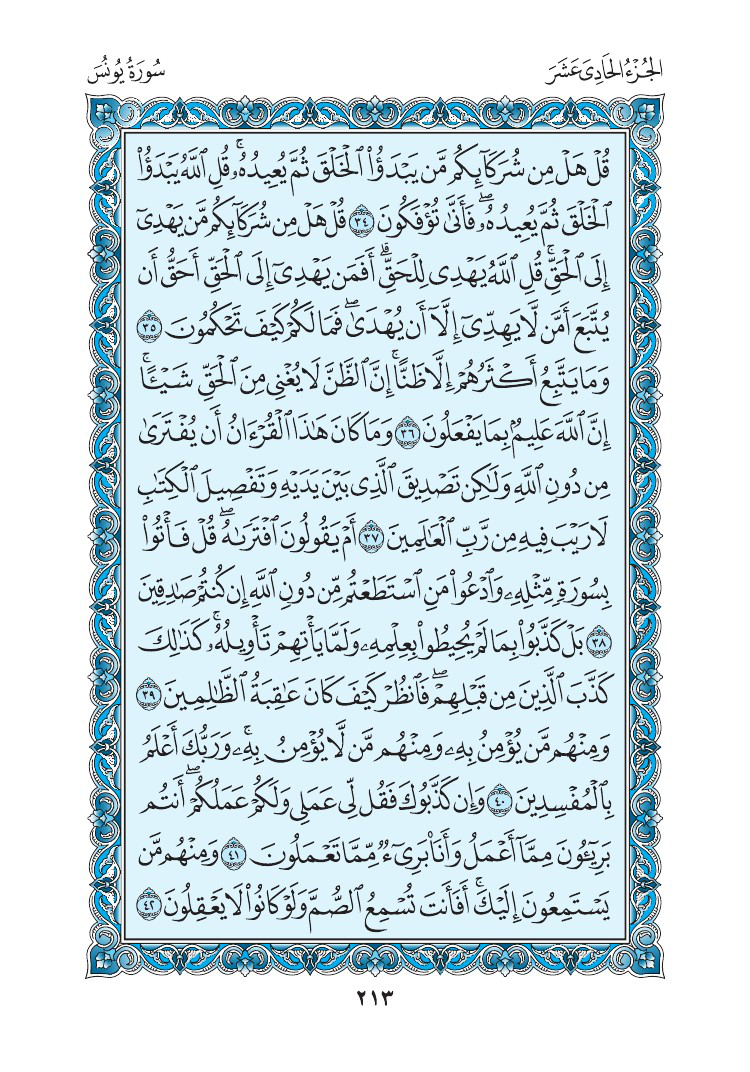 الجُزْءُ الحَادِى عَشَرَ
سُورَةُ يُونُسَ
قُلْ هَلْ مِن شُرَكَآئِكُم مَّن يَبْدَؤُا۟ ٱلْخَلْقَ ثُمَّ يُعِيدُهُۥ ۚ قُلِ ٱللَّهُ يَبْدَؤُا۟
ٱلْخَلْقَ ثُمَّ يُعِيدُهُۥ ۖ فَأَنَّىٰ تُؤْفَكُونَ ٣٤ قُلْ هَلْ مِن شُرَكَآئِكُم مَّن يَهْدِىٓ
إِلَى ٱلْحَقِّ ۚ قُلِ ٱللَّهُ يَهْدِى لِلْحَقِّ ۗ أَفَمَن يَهْدِىٓ إِلَى ٱلْحَقِّ أَحَقُّ أَن
يُتَّبَعَ أَمَّن لَّا يَهِدِّىٓ إِلَّآ أَن يُهْدَىٰ ۖ فَمَا لَكُمْ كَيْفَ تَحْكُمُونَ ٣٥
وَمَا يَتَّبِعُ أَكْثَرُهُمْ إِلَّا ظَنًّا ۚ إِنَّ ٱلظَّنَّ لَا يُغْنِى مِنَ ٱلْحَقِّ شَيْـًٔا ۚ
إِنَّ ٱللَّهَ عَلِيمٌۢ بِمَا يَفْعَلُونَ ٣٦ وَمَا كَانَ هَـٰذَا ٱلْقُرْءَانُ أَن يُفْتَرَىٰ
مِن دُونِ ٱللَّهِ وَلَـٰكِن تَصْدِيقَ ٱلَّذِى بَيْنَ يَدَيْهِ وَتَفْصِيلَ ٱلْكِتَـٰبِ
لَا رَيْبَ فِيهِ مِن رَّبِّ ٱلْعَـٰلَمِينَ ٣٧ أَمْ يَقُولُونَ ٱفْتَرَىٰهُ ۖ قُلْ فَأْتُوا۟
بِسُورَةٍ مِّثْلِهِۦ وَٱدْعُوا۟ مَنِ ٱسْتَطَعْتُم مِّن دُونِ ٱللَّهِ إِن كُنتُمْ صَـٰدِقِينَ
٣٨ بَلْ كَذَّبُوا۟ بِمَا لَمْ يُحِيطُوا۟ بِعِلْمِهِۦ وَلَمَّا يَأْتِهِمْ تَأْوِيلُهُۥ ۚ كَذَٰلِكَ
كَذَّبَ ٱلَّذِينَ مِن قَبْلِهِمْ ۖ فَٱنظُرْ كَيْفَ كَانَ عَـٰقِبَةُ ٱلظَّـٰلِمِينَ ٣٩
وَمِنْهُم مَّن يُؤْمِنُ بِهِۦ وَمِنْهُم مَّن لَّا يُؤْمِنُ بِهِۦ ۚ وَرَبُّكَ أَعْلَمُ
بِٱلْمُفْسِدِينَ ٤٠ وَإِن كَذَّبُوكَ فَقُل لِّى عَمَلِى وَلَكُمْ عَمَلُكُمْ ۖ أَنتُم
بَرِيٓـُٔونَ مِمَّآ أَعْمَلُ وَأَنَا۠ بَرِىٓءٌ مِّمَّا تَعْمَلُونَ ٤١ وَمِنْهُم مَّن
يَسْتَمِعُونَ إِلَيْكَ ۚ أَفَأَنتَ تُسْمِعُ ٱلصُّمَّ وَلَوْ كَانُوا۟ لَا يَعْقِلُونَ ٤٢
٢١٣